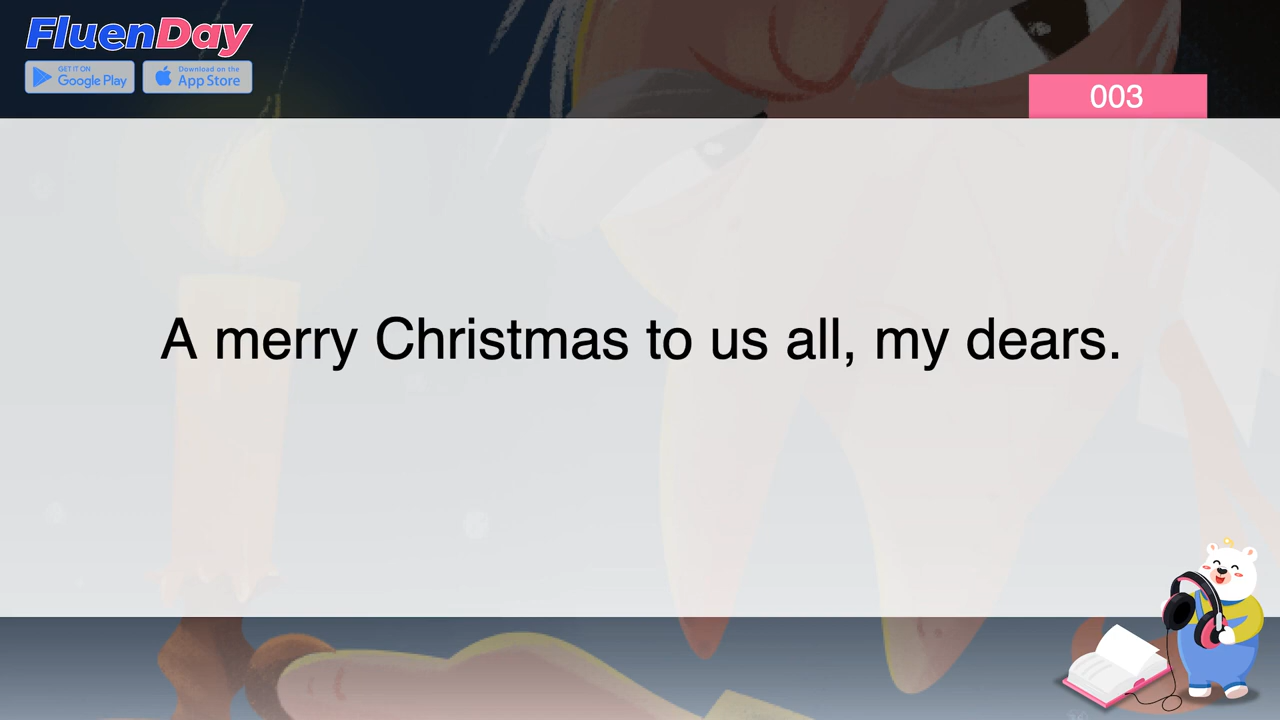 FluenDay
GET IT ON
Google Play
Download on the
App Store
003
A merry Christmas to us all, my dears.